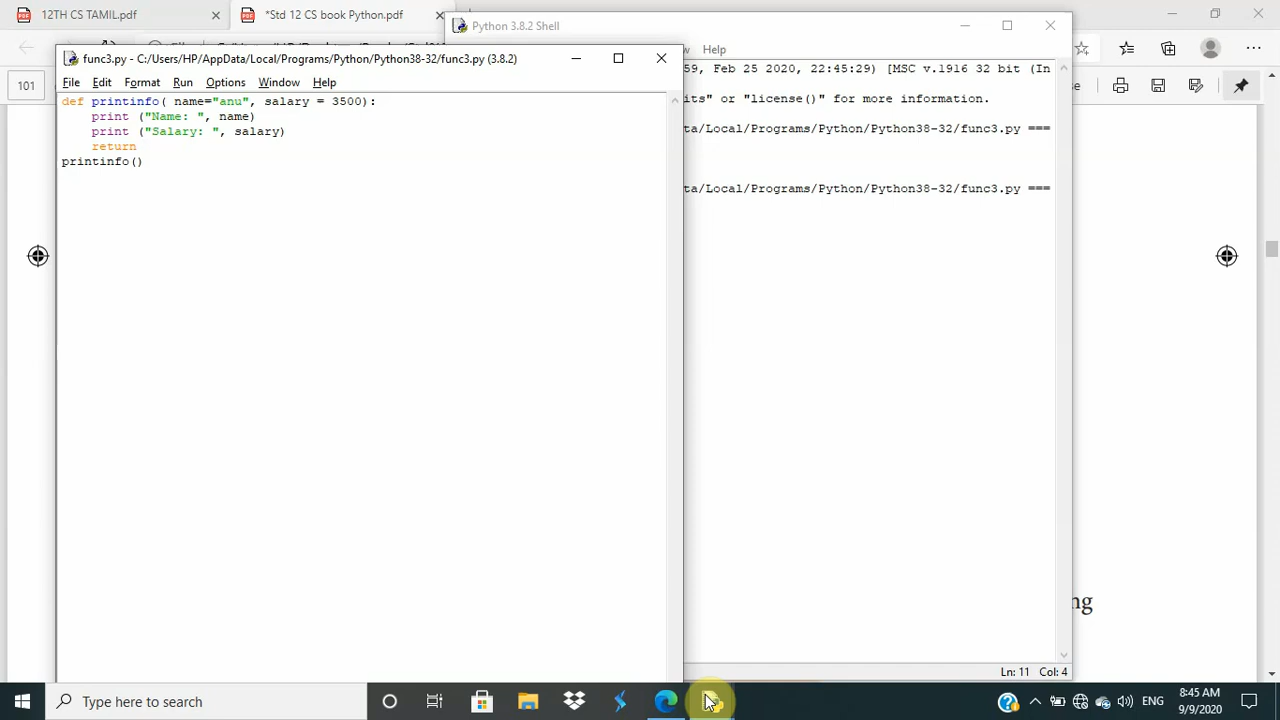 12TH CS TAMIL.pdf
*Std 12 CS book Python.pdf
Python 3.8.2 Shell
Help
101
func3.py - C:/Users/HP/AppData/Local/Programs/Python/Python38-32/func3.py (3.8.2)
File Edit Format Run Options Window Help
def printinfo( name="anu", salary = 3500):
print ("Name: ", name)
print ("Salary: ", salary)
return
printinfo()
59, Feb 25 2020, 22:45:29) [MSC v.1916 32 bit (In
its" or "license()" for more information.
ta/Local/Programs/Python/Python38-32/func3.py ===
ta/Local/Programs/Python/Python38-32/func3.py ===
ng
Ln: 11 Col: 4
Type here to search
ENG
8:45 AM
9/9/2020